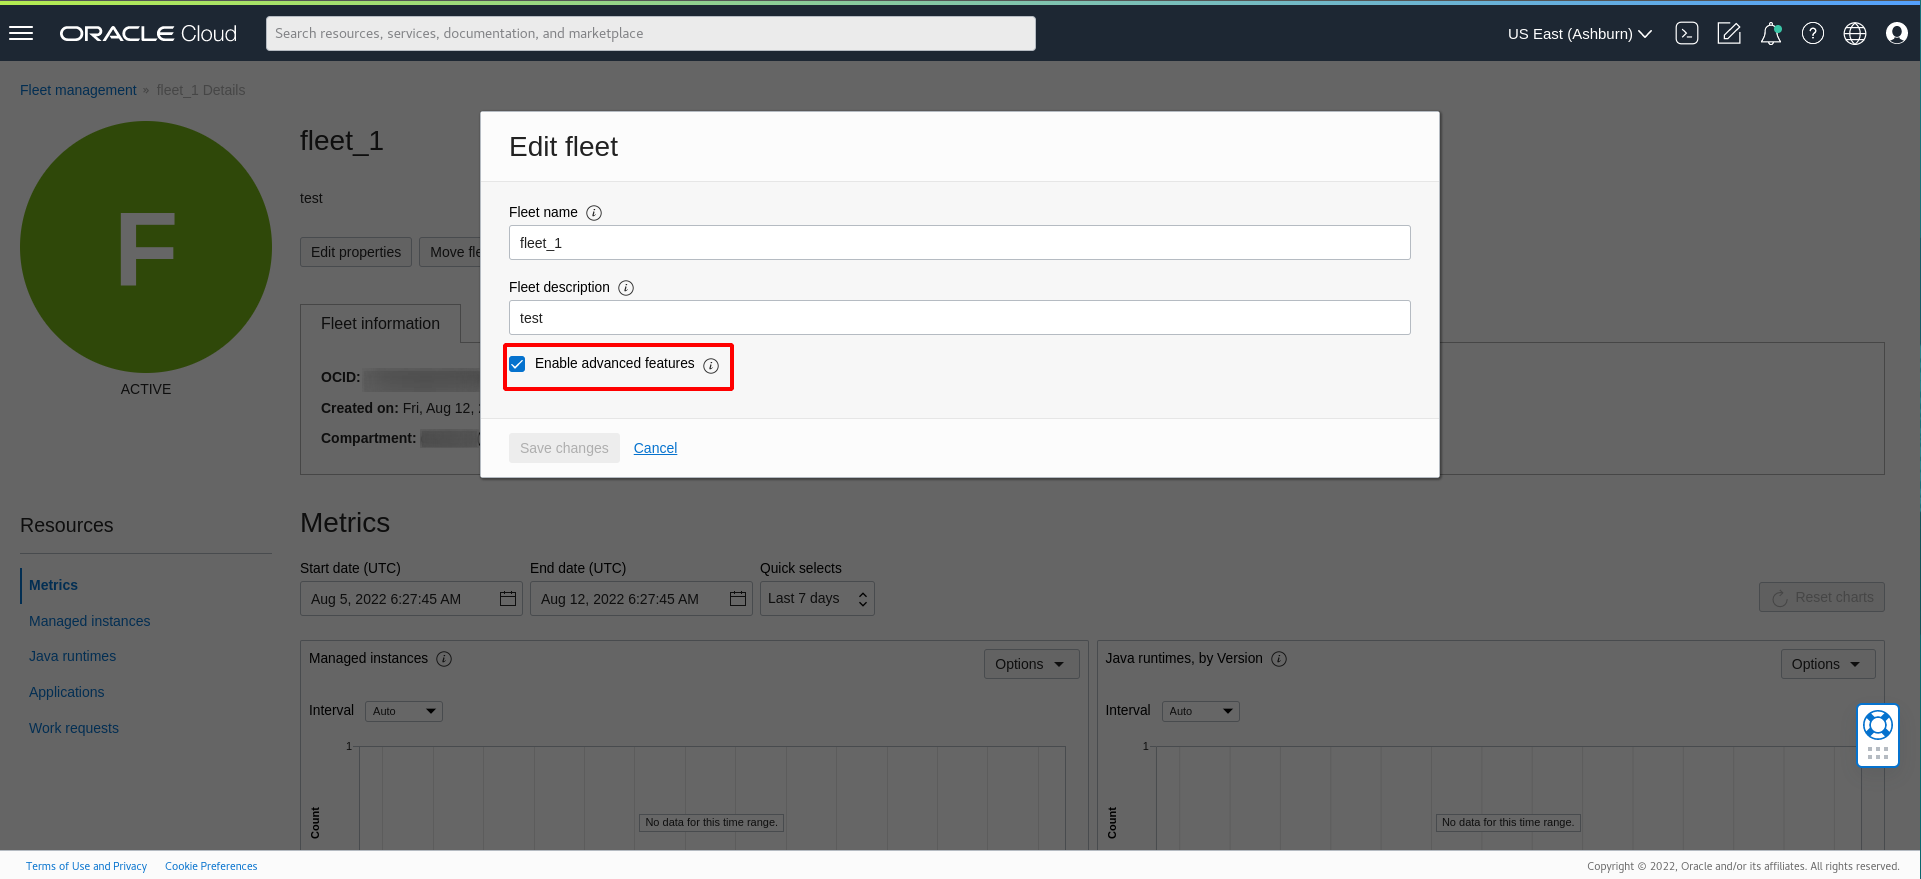 ORACLE Cloud
Search resources, services, documentation, and marketplace
US East (Ashburn)
Fleet management » fleet_1 Details
F
ACTIVE
fleet_1
test
Edit properties
Move fle
Fleet information
OCID:
Created on: Fri, Aug 12,
Compartment:
Edit fleet
Fleet name
fleet_1
Fleet description
test
Enable advanced features
Save changes Cancel
Resources
Metrics
Managed instances
Java runtimes
Applications
Work requests
Metrics
Start date (UTC)
Aug 5, 2022 6:27:45 AM
End date (UTC)
Aug 12, 2022 6:27:45 AM
Quick selects
Last 7 days
Reset charts
Managed instances
Options
Interval Auto
1
Count
No data for this time range.
Java runtimes, by Version
Options
Interval Auto
1
Count
No data for this time range.
Terms of Use and Privacy Cookie Preferences
Copyright © 2022, Oracle and/or its affiliates. All rights reserved.